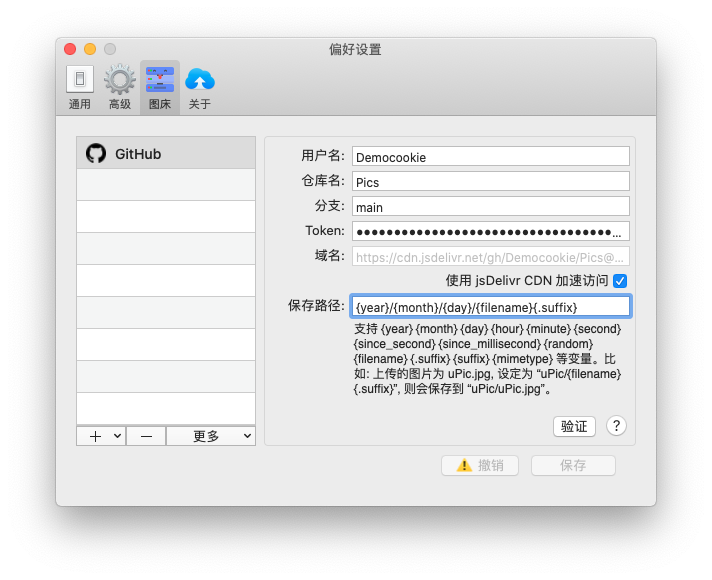 偏好设置
通用
高级
图床
关于
GitHub
用户名:
Democookie
仓库名:
Pics
分支:
main
Token:
●●●●●●●●●●●●●●●●●●●●●●●●●●●●●●●●●●...
域名:
https://cdn.jsdelivr.net/gh/Democookie/Pics@...
使用 jsDelivr CDN 加速访问
保存路径:
{year}/{month}/{day}/{filename}{.suffix}
支持 {year} {month} {day} {hour} {minute} {second}
{since_second} {since_millisecond} {random}
{filename} {.suffix} {suffix} {mimetype} 等变量。比
如: 上传的图片为 uPic.jpg, 设定为 “uPic/{filename}
{.suffix}”, 则会保存到 “uPic/uPic.jpg”。
验证
?
更多
撤销
保存